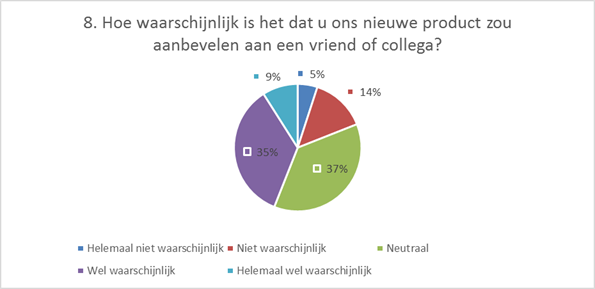 8. Hoe waarschijnlijk is het dat u ons nieuwe product zou
aanbevelen aan een vriend of collega?
9%
5%
14%
35%
37%
Helemaal niet waarschijnlijk
Niet waarschijnlijk
Neutraal
Wel waarschijnlijk
Helemaal wel waarschijnlijk